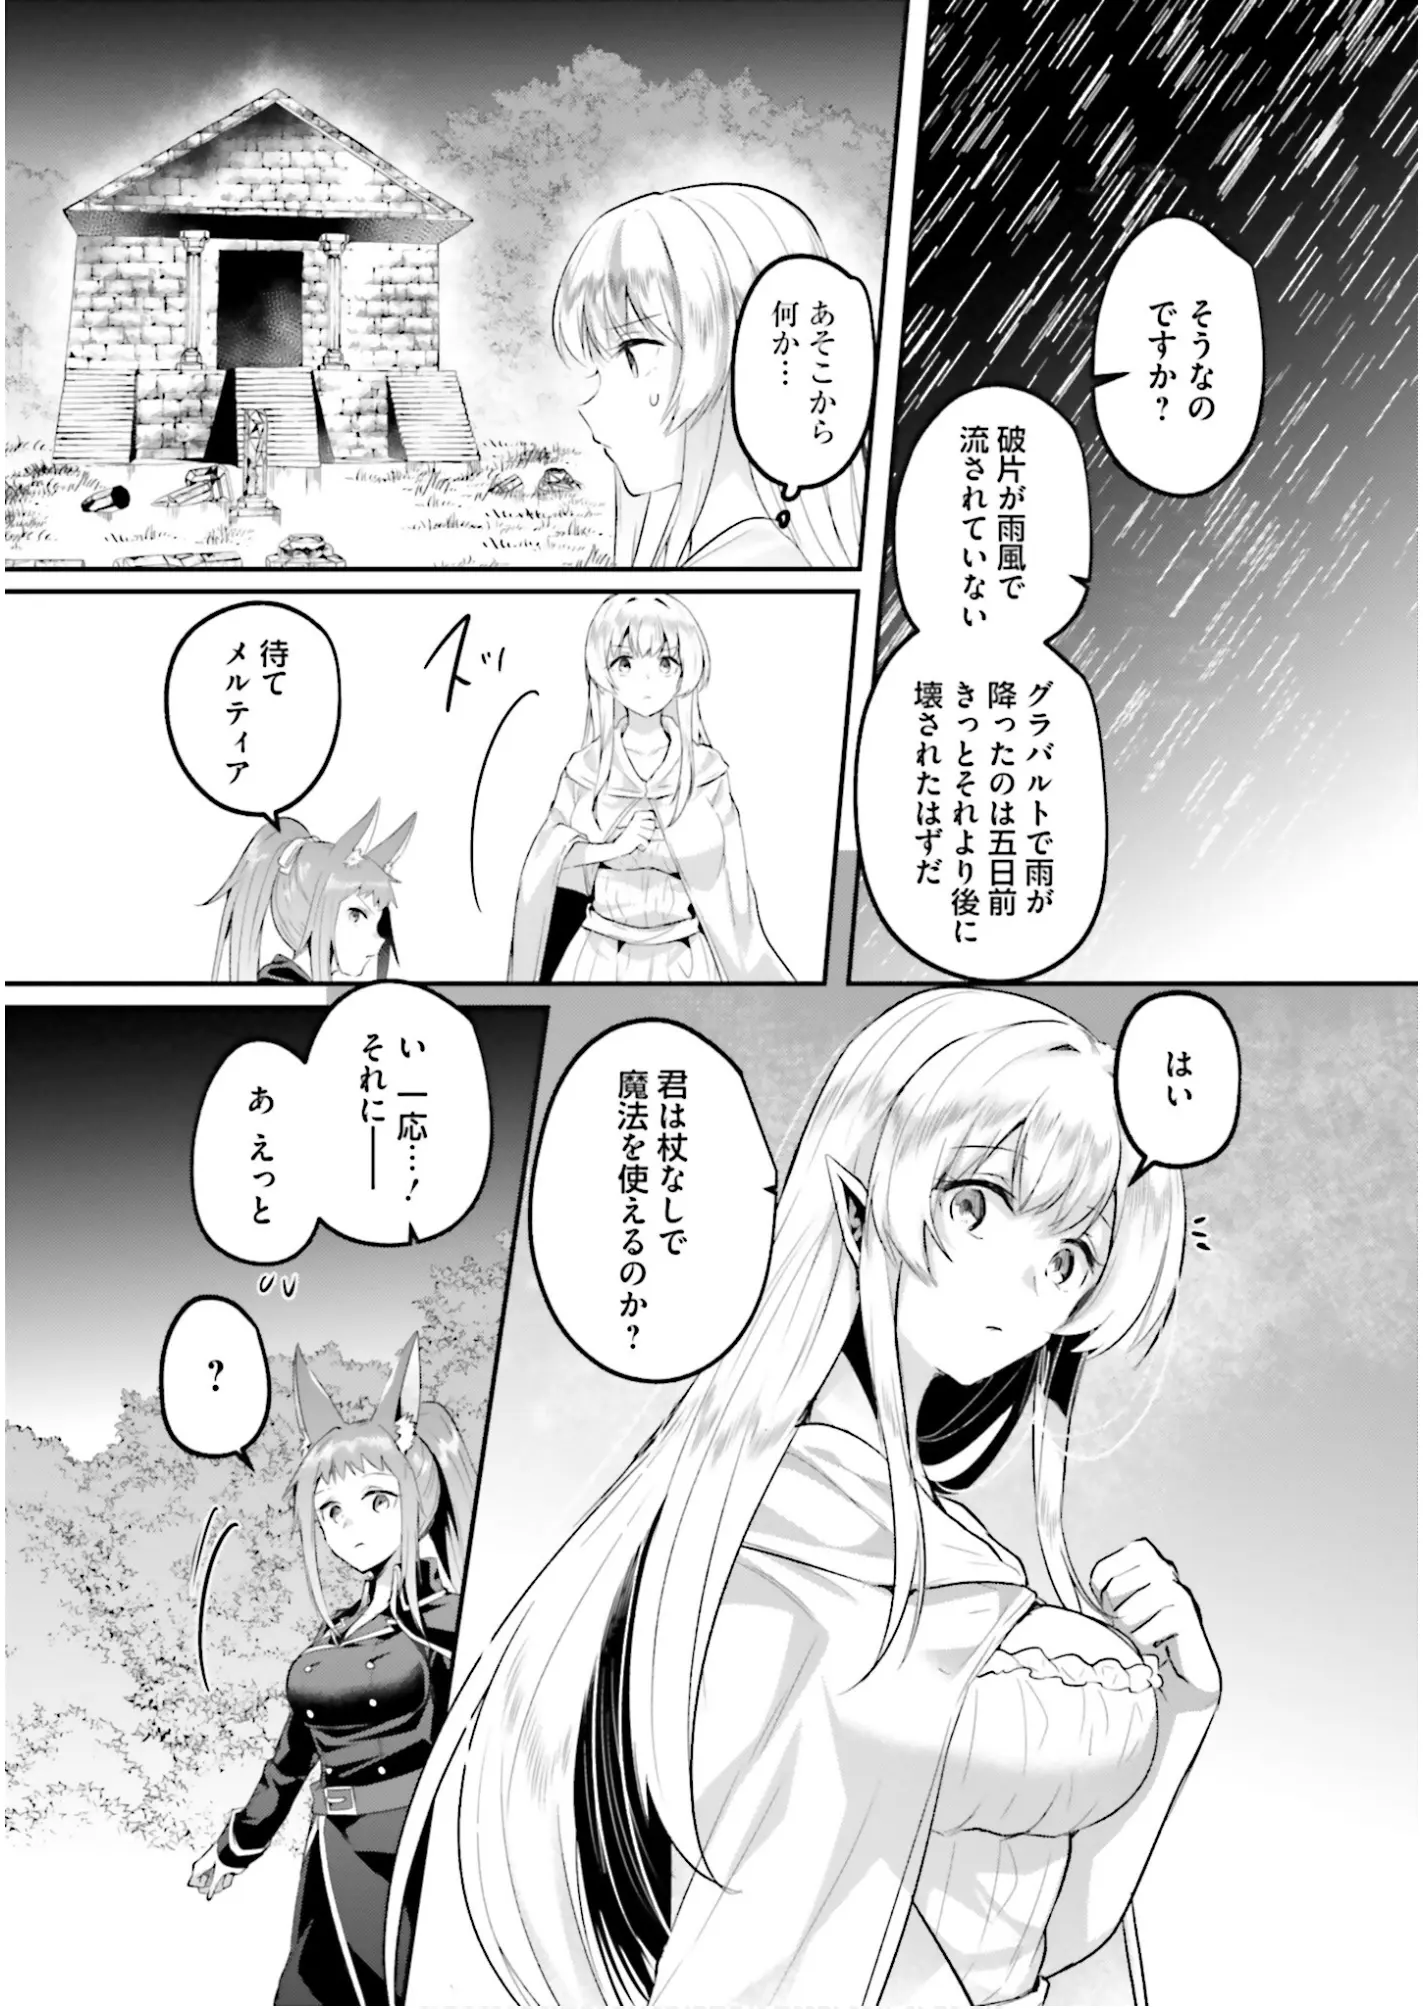 そうなの
ですか？
破片が雨風で
流されていない
グラバルトで雨が
降ったのは五日前
きっとそれより後に
壊されたはずだ
あそこから
何か…
ズッ
待て
メルティア
はい
君は杖なしで
魔法を使えるのか？
い 一応…！
それに──
あ えっと
？